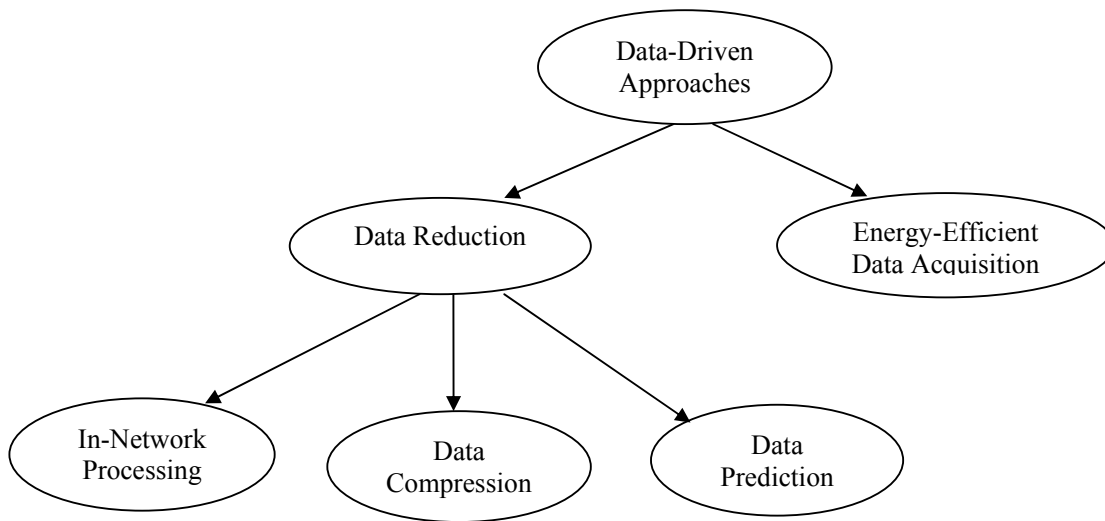 Data-Driven
Approaches
Data Reduction
Energy-Efficient
Data Acquisition
In-Network
Processing
Data
Compression
Data
Prediction